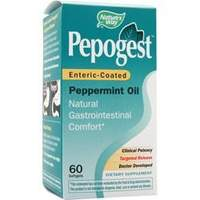 Nature's Way
Pepogest
Enteric-Coated
Peppermint Oil
Natural
Gastrointestinal
Comfort*
Clinical Potency
Targeted Release
Doctor Developed
60
Softgels
DIETARY SUPPLEMENT